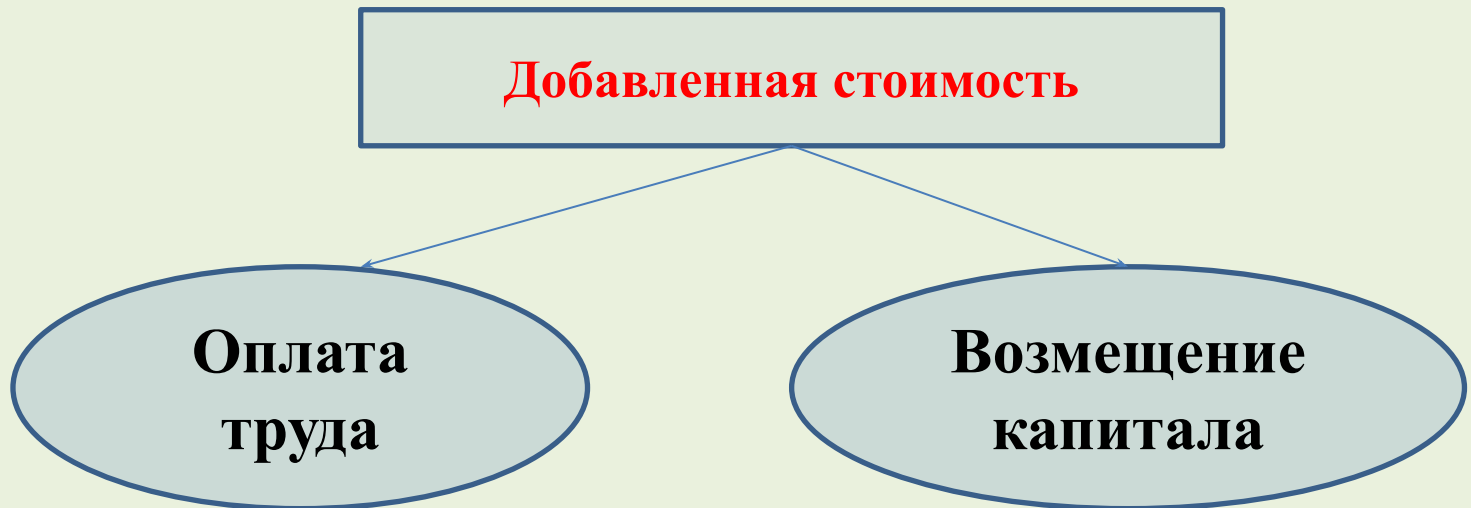 Добавленная стоимость
Оплата
труда
Возмещение
капитала